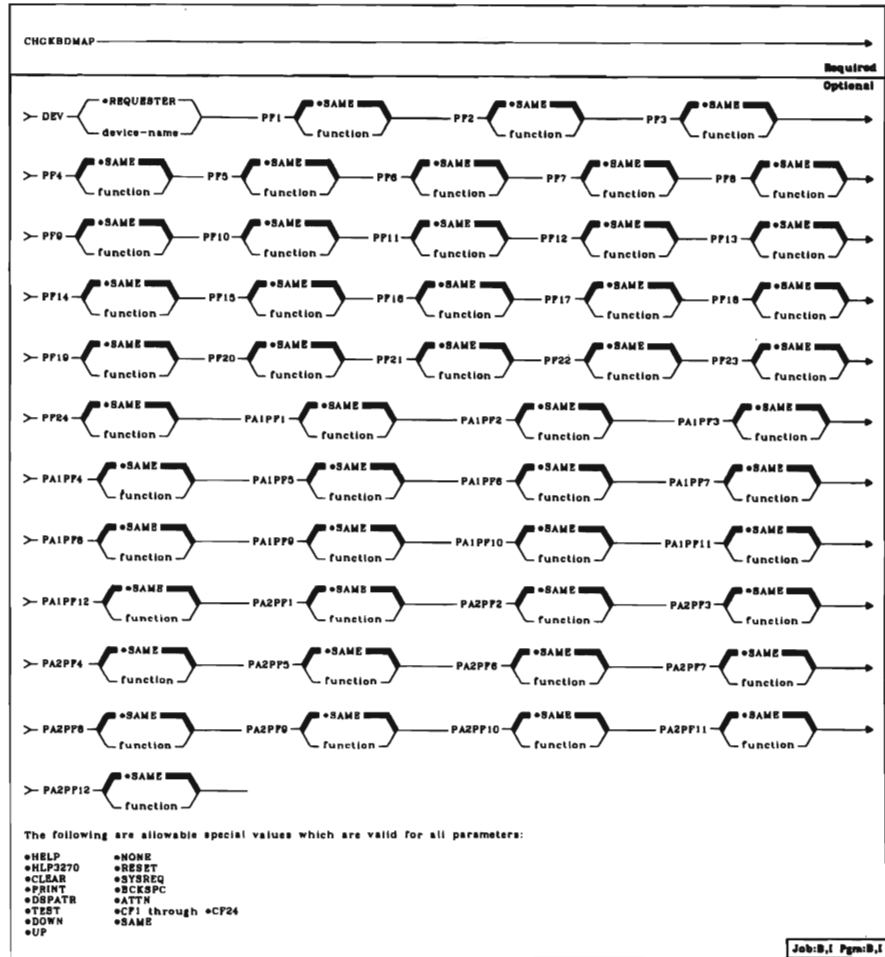 CHGKBDMAP
Required
Optional
DEV *REQUESTER device-name PF1 *SAME function PF2 *SAME function PF3 *SAME function
PF4 *SAME function PF5 *SAME function PF6 *SAME function PF7 *SAME function PF8 *SAME function
PF9 *SAME function PF10 *SAME function PF11 *SAME function PF12 *SAME function PF13 *SAME function
PF14 *SAME function PF15 *SAME function PF16 *SAME function PF17 *SAME function PF18 *SAME function
PF19 *SAME function PF20 *SAME function PF21 *SAME function PF22 *SAME function PF23 *SAME function
PF24 *SAME function PA1PF1 *SAME function PA1PF2 *SAME function PA1PF3 *SAME function
PA1PF4 *SAME function PA1PF5 *SAME function PA1PF6 *SAME function PA1PF7 *SAME function
PA1PF8 *SAME function PA1PF9 *SAME function PA1PF10 *SAME function PA1PF11 *SAME function
PA1PF12 *SAME function PA2PF1 *SAME function PA2PF2 *SAME function PA2PF3 *SAME function
PA2PF4 *SAME function PA2PF5 *SAME function PA2PF6 *SAME function PA2PF7 *SAME function
PA2PF8 *SAME function PA2PF9 *SAME function PA2PF10 *SAME function PA2PF11 *SAME function
PA2PF12 *SAME function
The following are allowable special values which are valid for all parameters:
*HELP *NONE
*HLP3270 *RESET
*CLEAR *SYSREQ
*PRINT *BCKSPC
*DSPATR *ATTN
*TEST *CF1 through *CF24
*DOWN *SAME
*UP
Job:B,I Pgm:B,I